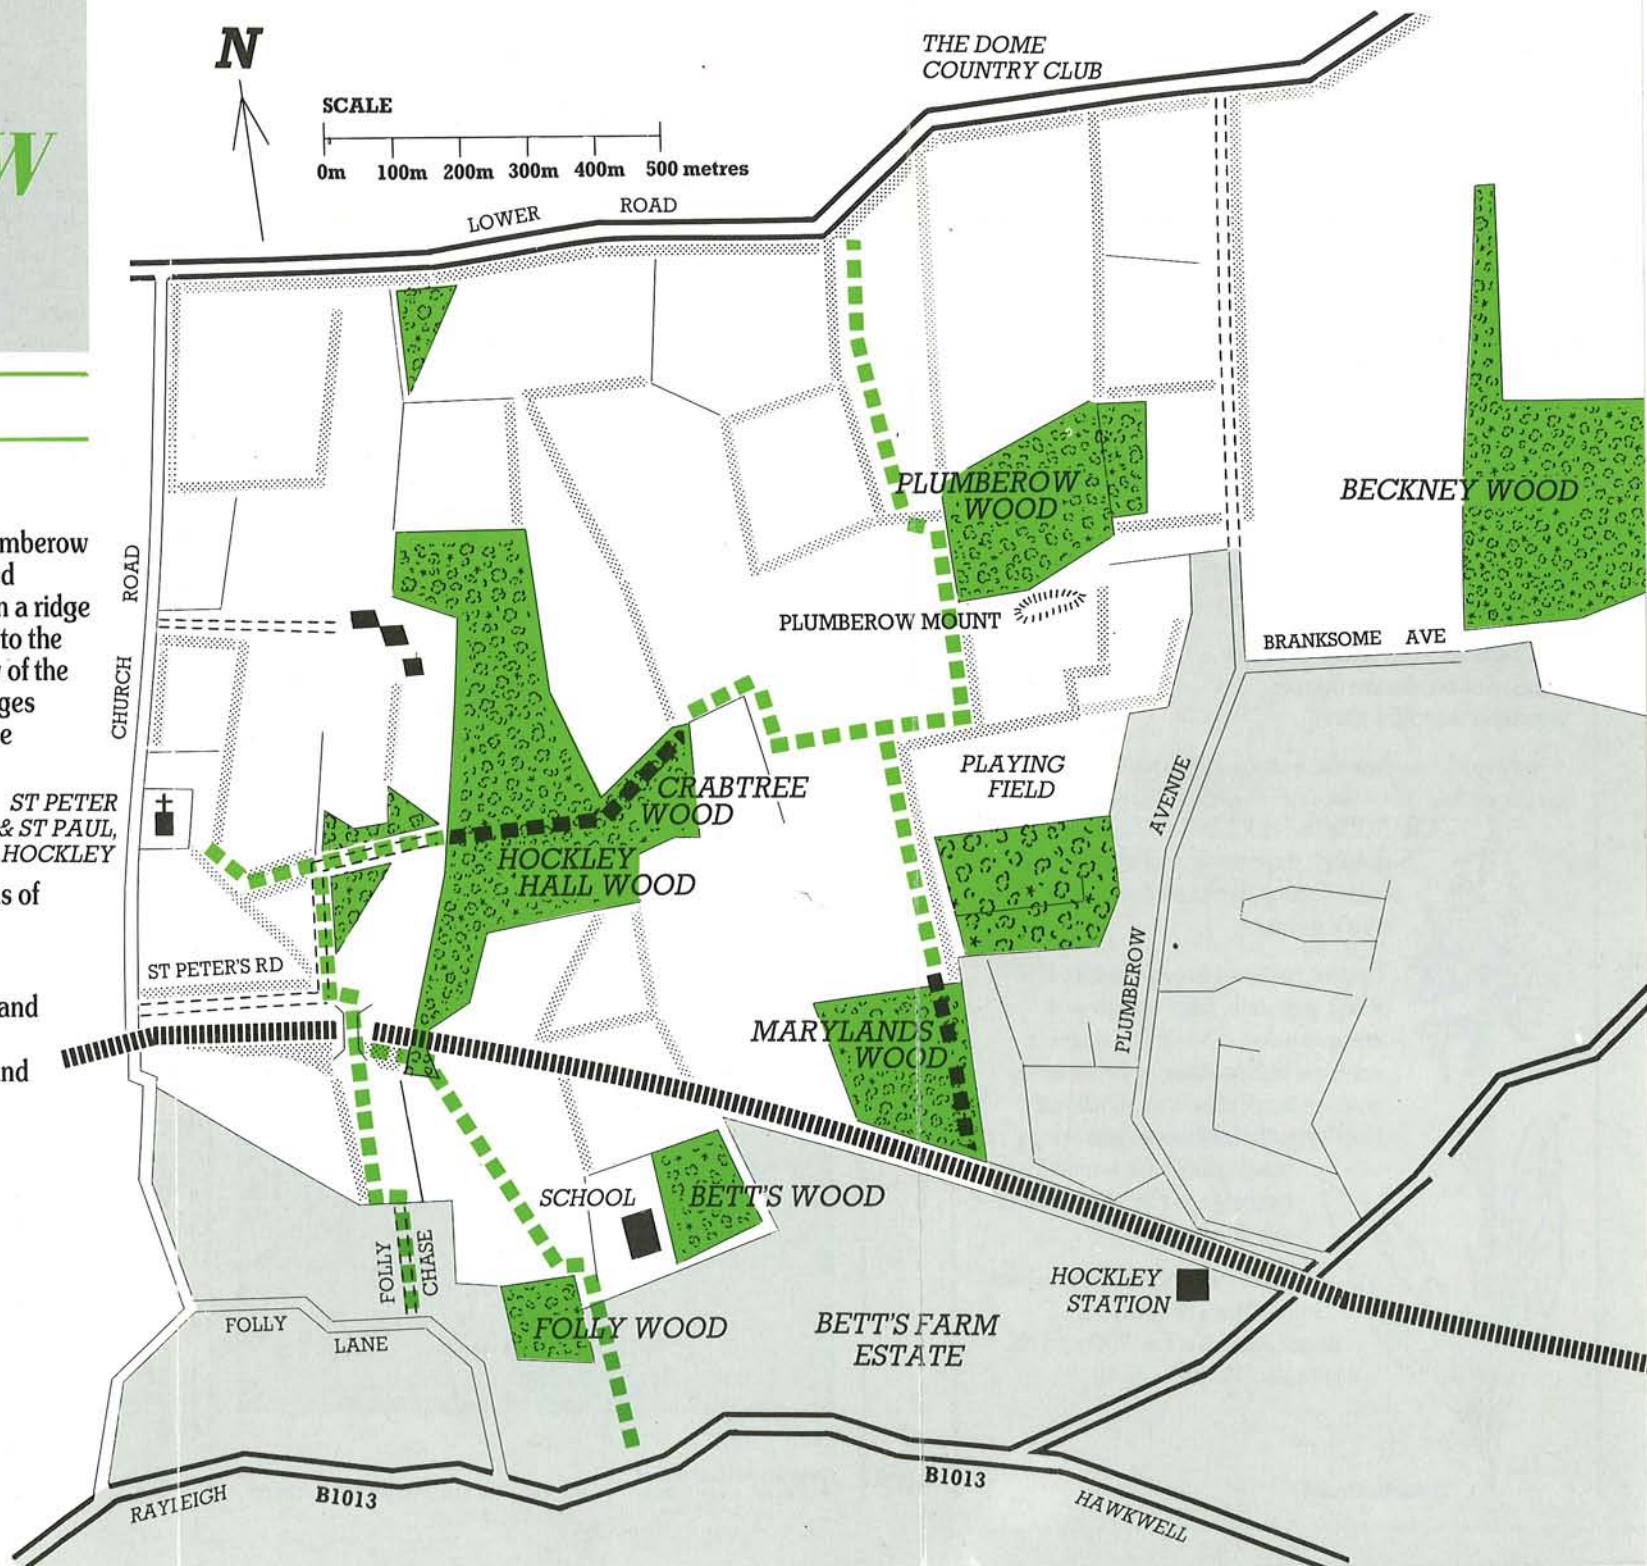 N
W
SCALE
0m 100m 200m 300m 400m 500 metres
THE DOME
COUNTRY CLUB
LOWER ROAD
mberow
d
n a ridge
to the
of the
ges
e
s of
and
nd
CHURCH ROAD
PLUMBEROW
WOOD
BECKNEY WOOD
PLUMBEROW MOUNT
BRANKSOME AVE
ST PETER
& ST PAUL,
HOCKLEY
CRABTREE
WOOD
PLAYING
FIELD
HOCKLEY
HALL WOOD
PLUMBEROW AVENUE
ST PETER'S RD
MARYLANDS
WOOD
SCHOOL
BETT'S WOOD
FOLLY
CHASE
HOCKLEY
STATION
FOLLY LANE
FOLLY WOOD
BETT'S FARM
ESTATE
RAYLEIGH
B1013
B1013
HAWKWELL